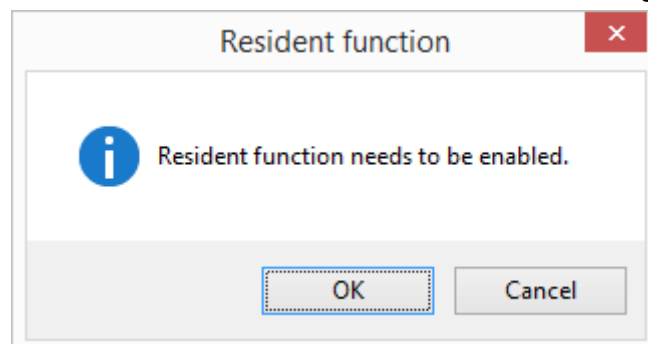 Resident function
Resident function needs to be enabled.
OK
Cancel